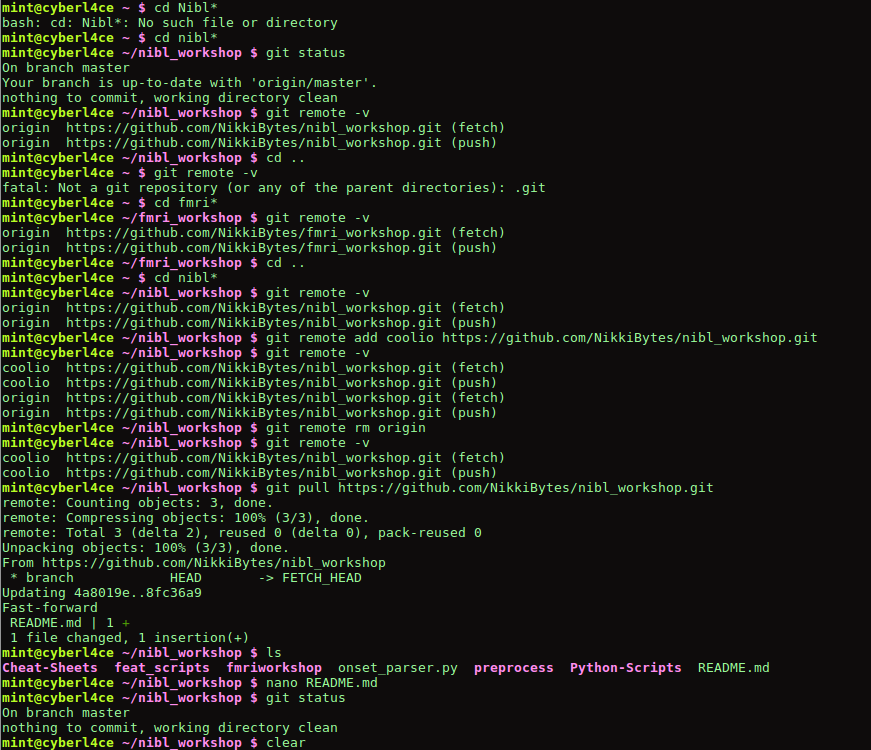 mint@cyberl4ce ~ $ cd Nibl*
bash: cd: Nibl*: No such file or directory
mint@cyberl4ce ~ $ cd nibl*
mint@cyberl4ce ~/nibl_workshop $ git status
On branch master
Your branch is up-to-date with 'origin/master'.
nothing to commit, working directory clean
mint@cyberl4ce ~/nibl_workshop $ git remote -v
origin  https://github.com/NikkiBytes/nibl_workshop.git (fetch)
origin  https://github.com/NikkiBytes/nibl_workshop.git (push)
mint@cyberl4ce ~/nibl_workshop $ cd ..
mint@cyberl4ce ~ $ git remote -v
fatal: Not a git repository (or any of the parent directories): .git
mint@cyberl4ce ~ $ cd fmri*
mint@cyberl4ce ~/fmri_workshop $ git remote -v
origin  https://github.com/NikkiBytes/fmri_workshop.git (fetch)
origin  https://github.com/NikkiBytes/fmri_workshop.git (push)
mint@cyberl4ce ~/fmri_workshop $ cd ..
mint@cyberl4ce ~ $ cd nibl*
mint@cyberl4ce ~/nibl_workshop $ git remote -v
origin  https://github.com/NikkiBytes/nibl_workshop.git (fetch)
origin  https://github.com/NikkiBytes/nibl_workshop.git (push)
mint@cyberl4ce ~/nibl_workshop $ git remote add coolio https://github.com/NikkiBytes/nibl_workshop.git
mint@cyberl4ce ~/nibl_workshop $ git remote -v
coolio  https://github.com/NikkiBytes/nibl_workshop.git (fetch)
coolio  https://github.com/NikkiBytes/nibl_workshop.git (push)
origin  https://github.com/NikkiBytes/nibl_workshop.git (fetch)
origin  https://github.com/NikkiBytes/nibl_workshop.git (push)
mint@cyberl4ce ~/nibl_workshop $ git remote rm origin
mint@cyberl4ce ~/nibl_workshop $ git remote -v
coolio  https://github.com/NikkiBytes/nibl_workshop.git (fetch)
coolio  https://github.com/NikkiBytes/nibl_workshop.git (push)
mint@cyberl4ce ~/nibl_workshop $ git pull https://github.com/NikkiBytes/nibl_workshop.git
remote: Counting objects: 3, done.
remote: Compressing objects: 100% (3/3), done.
remote: Total 3 (delta 2), reused 0 (delta 0), pack-reused 0
Unpacking objects: 100% (3/3), done.
From https://github.com/NikkiBytes/nibl_workshop
 * branch            HEAD       -> FETCH_HEAD
Updating 4a8019e..8fc36a9
Fast-forward
 README.md | 1 +
 1 file changed, 1 insertion(+)
mint@cyberl4ce ~/nibl_workshop $ ls
Cheat-Sheets  feat_scripts  fmriworkshop  onset_parser.py  preprocess  Python-Scripts  README.md
mint@cyberl4ce ~/nibl_workshop $ nano README.md
mint@cyberl4ce ~/nibl_workshop $ git status
On branch master
nothing to commit, working directory clean
mint@cyberl4ce ~/nibl_workshop $ clear